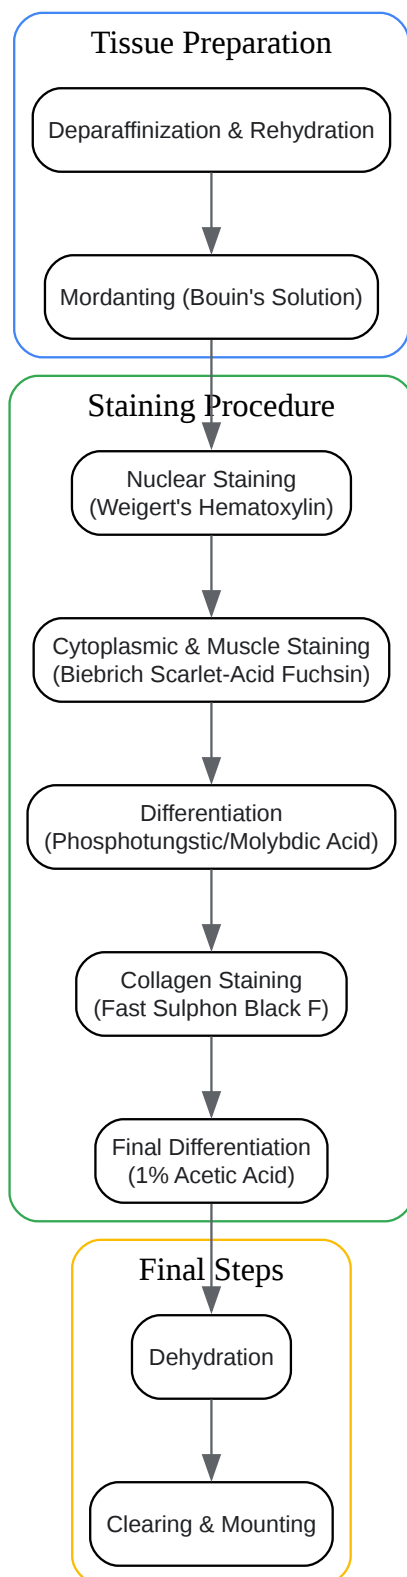 Tissue Preparation
Deparaffinization & Rehydration
Mordanting (Bouin's Solution)
Staining Procedure
Nuclear Staining
(Weigert's Hematoxylin)
Cytoplasmic & Muscle Staining
(Biebrich Scarlet-Acid Fuchsin)
Differentiation
(Phosphotungstic/Molybdic Acid)
Collagen Staining
(Fast Sulphon Black F)
Final Differentiation
(1% Acetic Acid)
Final Steps
Dehydration
Clearing & Mounting